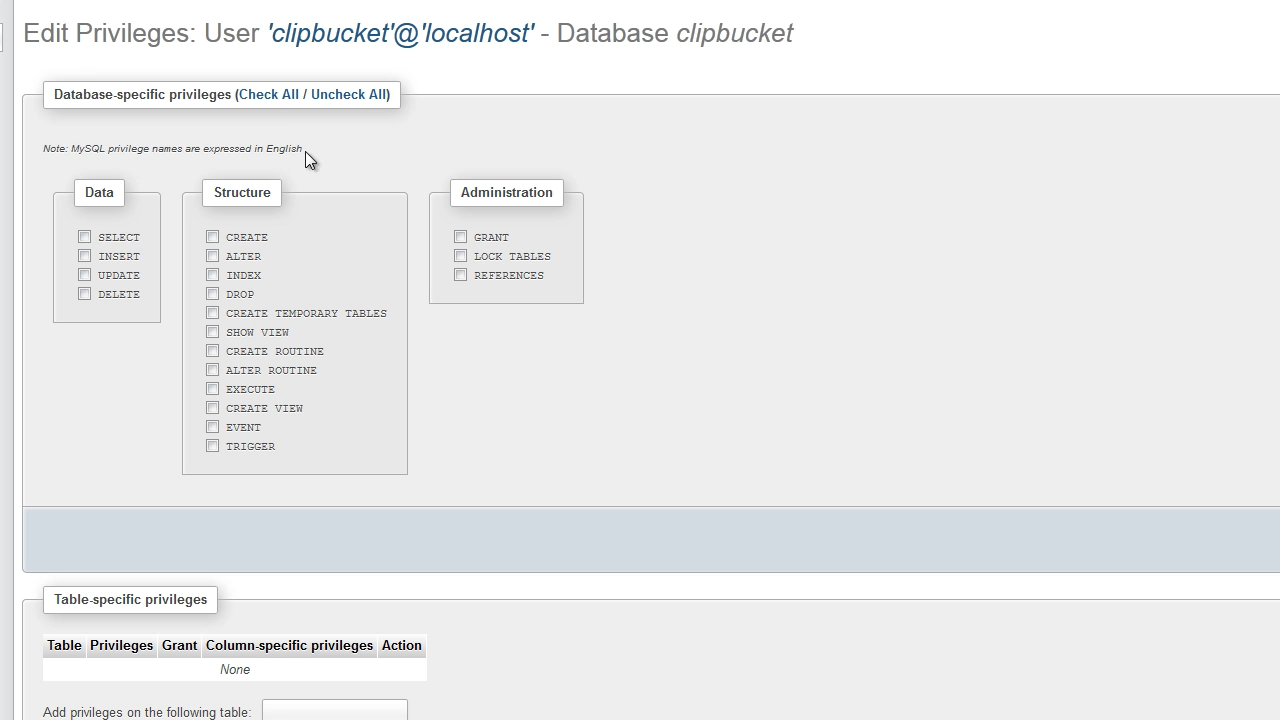 Edit Privileges: User 'clipbucket'@'localhost' - Database clipbucket
Database-specific privileges (Check All / Uncheck All)
Note: MySQL privilege names are expressed in English
Data
SELECT
INSERT
UPDATE
DELETE
Structure
CREATE
ALTER
INDEX
DROP
CREATE TEMPORARY TABLES
SHOW VIEW
CREATE ROUTINE
ALTER ROUTINE
EXECUTE
CREATE VIEW
EVENT
TRIGGER
Administration
GRANT
LOCK TABLES
REFERENCES
Table-specific privileges
Table Privileges Grant Column-specific privileges Action
None
Add privileges on the following table: